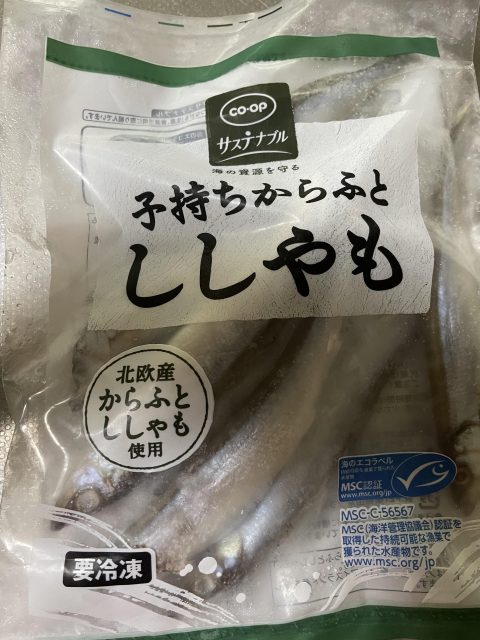 co·op
サステナブル
海の資源を守る
子持ちからふと
ししゃも
北欧産
からふと
ししゃも
使用
海のエコラベル
MSC認証
www.msc.org/jp
MSC-C-56567
MSC(海洋管理協議会)認証を
取得した持続可能な漁業で
獲られた水産物です。
www.msc.org/jp
要冷凍